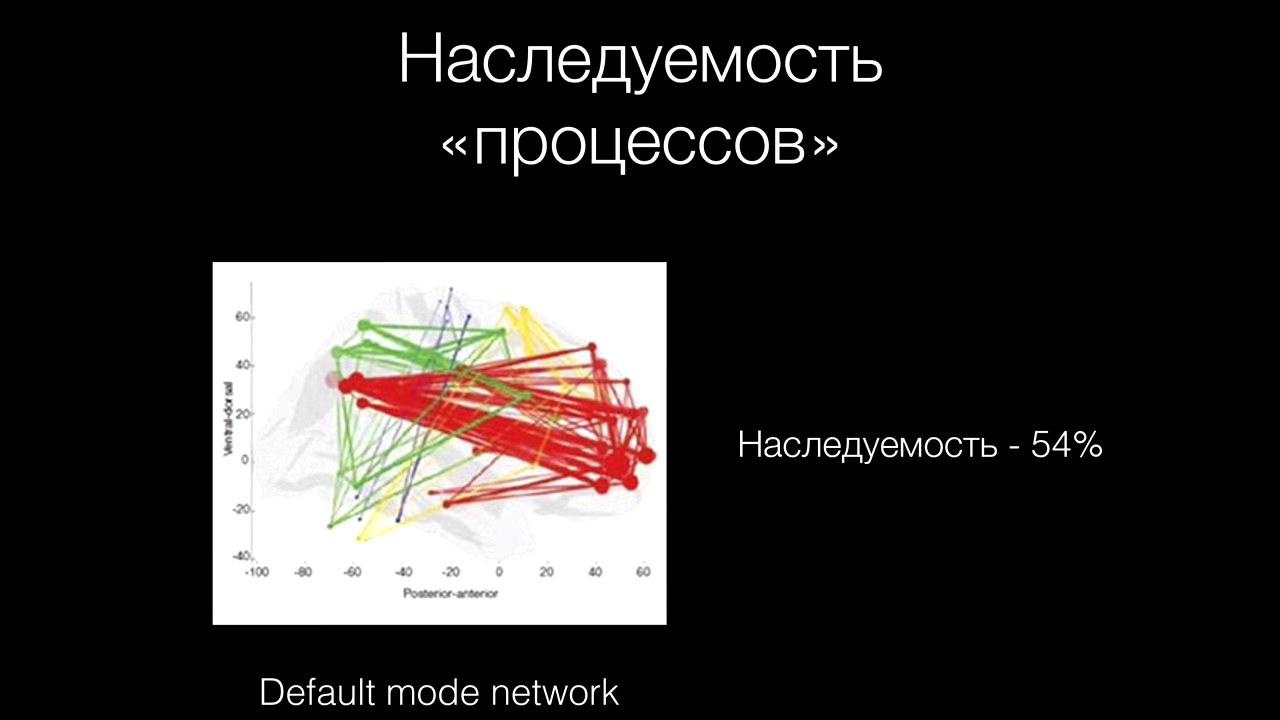 Наследуемость
«процессов»
60
40
20
0
-20
-40
Ventral-dorsal
-100 -80 -60 -40 -20 0 20 40 60
Posterior-anterior
Наследуемость - 54%
Default mode network